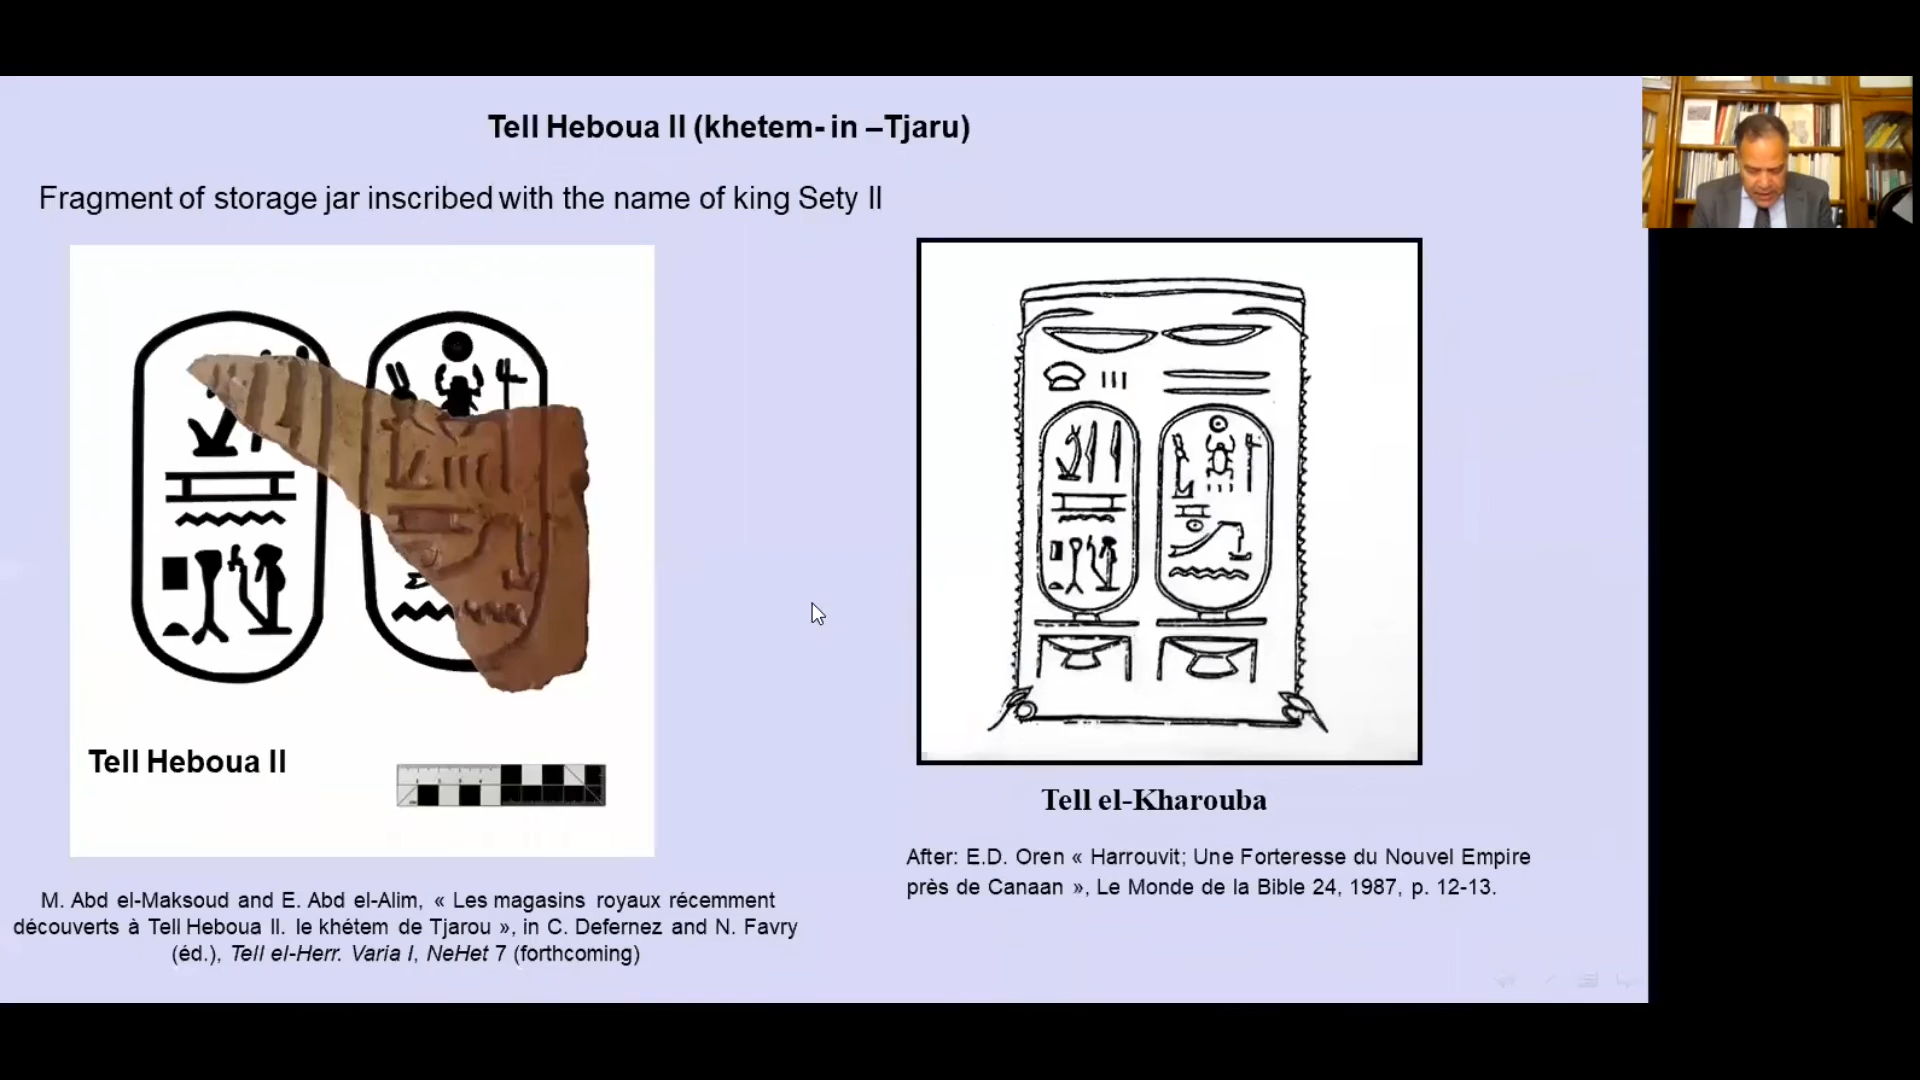 Tell Heboua II (khetem- in –Tjaru)
Fragment of storage jar inscribed with the name of king Sety II
Tell Heboua II
M. Abd el-Maksoud and E. Abd el-Alim, « Les magasins royaux récemment
découverts à Tell Heboua II. le khétem de Tjarou », in C. Defernez and N. Favry
(éd.), Tell el-Herr. Varia I, NeHet 7 (forthcoming)
Tell el-Kharouba
After: E.D. Oren « Harrouvit; Une Forteresse du Nouvel Empire
près de Canaan », Le Monde de la Bible 24, 1987, p. 12-13.